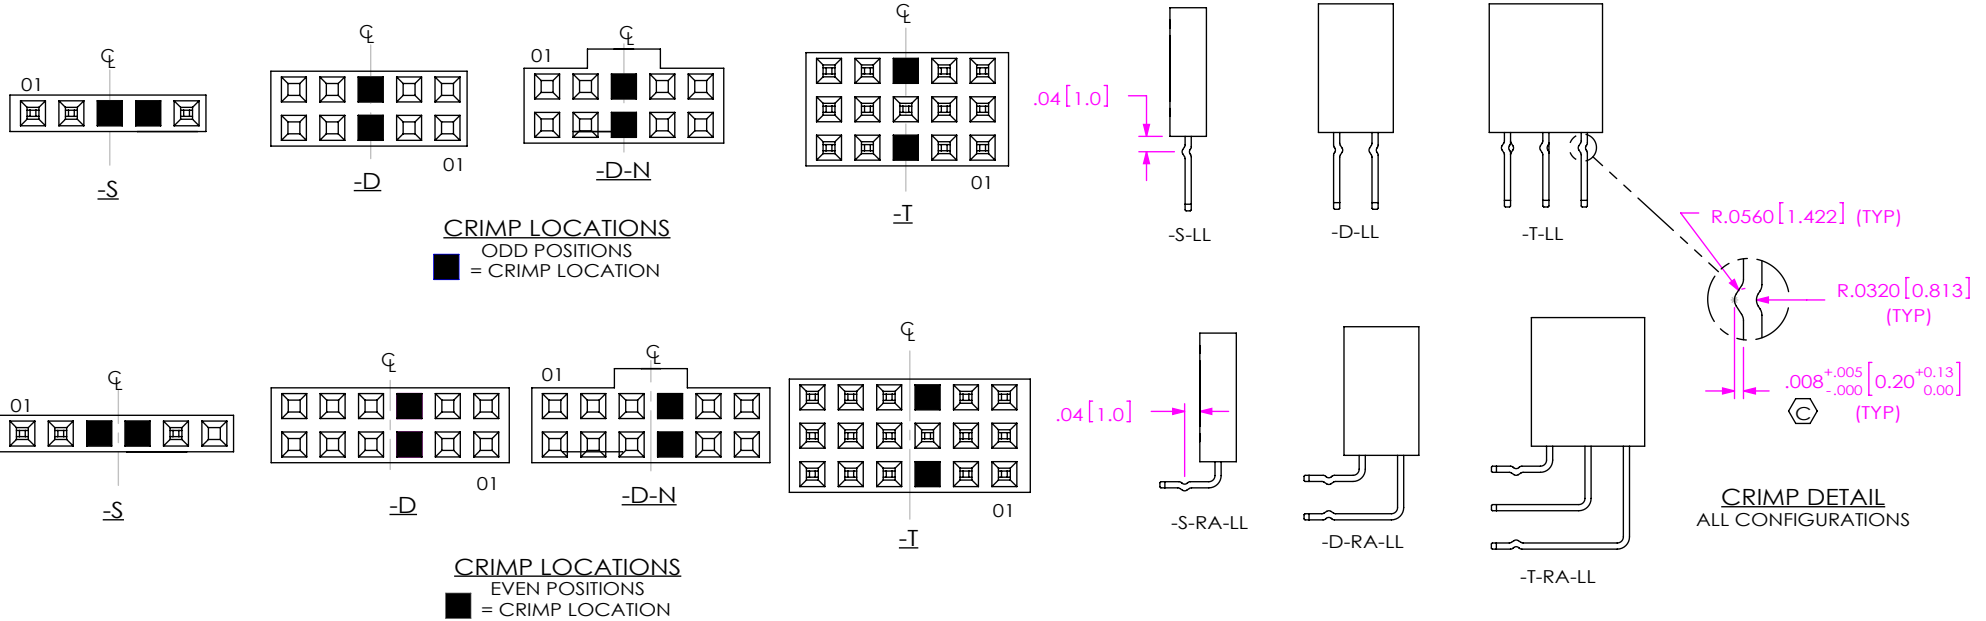 ℄
01
-S
℄
-D
01
℄
01
-D-N
℄
01
-T
CRIMP LOCATIONS
ODD POSITIONS
= CRIMP LOCATION
.04[1.0]
-S-LL
-D-LL
-T-LL
R.0560[1.422] (TYP)
R.0320[0.813]
(TYP)
.008 +.005 -.000 [0.20 +0.13 0.00]
(TYP)
C
CRIMP DETAIL
ALL CONFIGURATIONS
℄
01
-S
℄
01
-D
℄
01
-D-N
℄
01
-T
CRIMP LOCATIONS
EVEN POSITIONS
= CRIMP LOCATION
.04[1.0]
-S-RA-LL
-D-RA-LL
-T-RA-LL